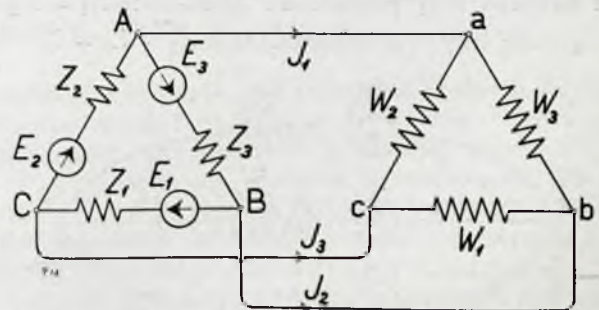 A a
E₃ J₁
Z₂ W₂ W₃
E₂ Z₃
Z₁ E₁
C B c b
W₁
J₃
J₂